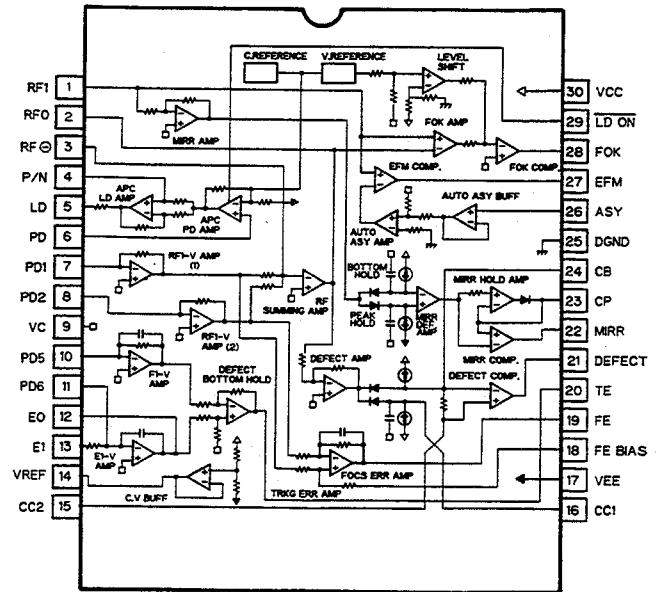 C.REFERENCE
V.REFERENCE
LEVEL
SHIFT
RF1 1
RFO 2
RF⊖ 3
P/N 4
LD 5
PD 6
PD1 7
PD2 8
VC 9
PD5 10
PD6 11
EO 12
E1 13
VREF 14
CC2 15
30 VCC
29 LD ON
28 FOK
27 EFM
26 ASY
25 DGND
24 CB
23 CP
22 MIRR
21 DEFECT
20 TE
19 FE
18 FE BIAS
17 VEE
16 CC1
MIRR AMP
FOK AMP
FOK COMP.
EFM COMP.
APC
LD AMP
APC
PD AMP
AUTO ASY BUFF
AUTO
ASY AMP
RF1-V AMP
(1)
RF
SUMMING AMP
BOTTOM
HOLD
PEAK
HOLD
MIRR
DEF.
AMP
MIRR HOLD AMP
MIRR COMP.
RF1-V
AMP (2)
F1-V
AMP
DEFECT
BOTTOM HOLD
DEFECT AMP
DEFECT COMP.
E1-V
AMP
C.V BUFF
TRKG ERR AMP
FOCS ERR AMP